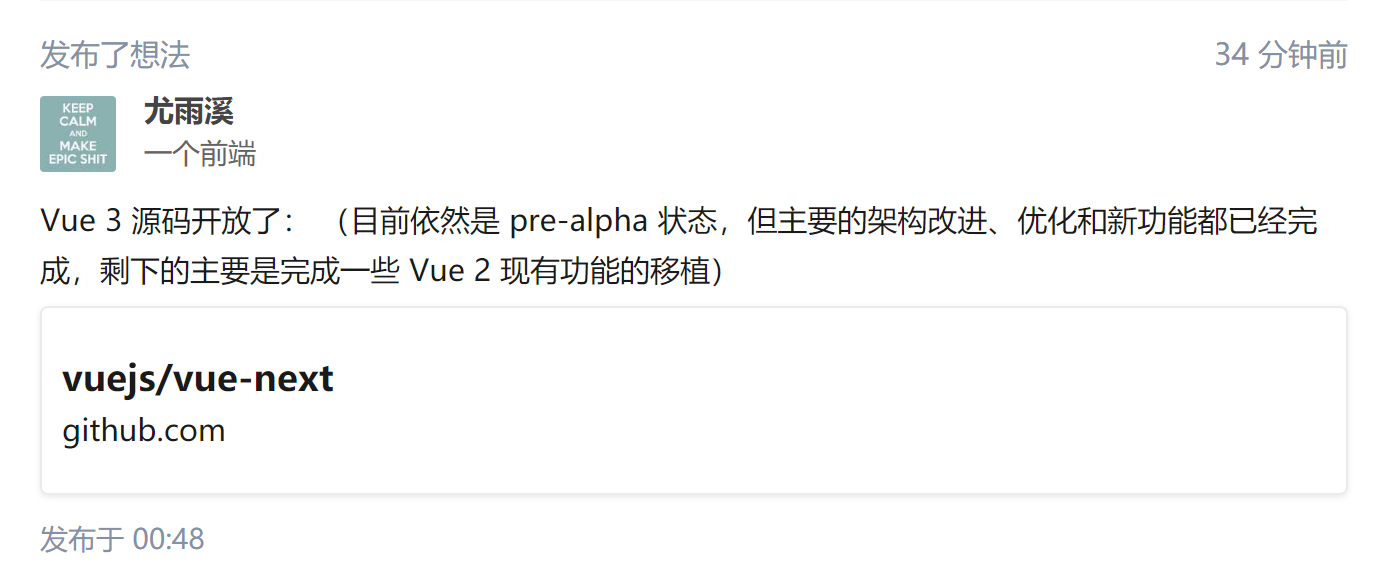 发布了想法
34 分钟前
KEEP
CALM
AND
MAKE
EPIC SHIT
尤雨溪
一个前端
Vue 3 源码开放了： （目前依然是 pre-alpha 状态，但主要的架构改进、优化和新功能都已经完
成，剩下的主要是完成一些 Vue 2 现有功能的移植）
vuejs/vue-next
github.com
发布于 00:48